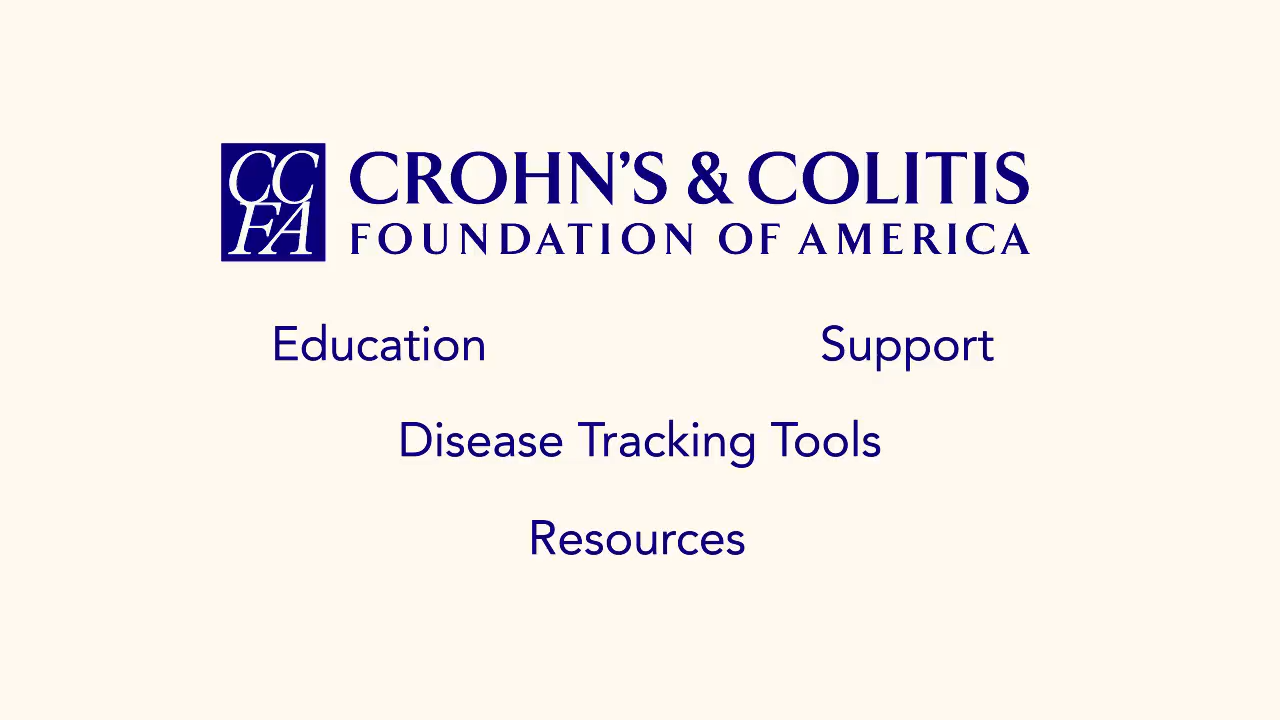 CC
FA
CROHN'S & COLITIS
FOUNDATION OF AMERICA
Education
Support
Disease Tracking Tools
Resources